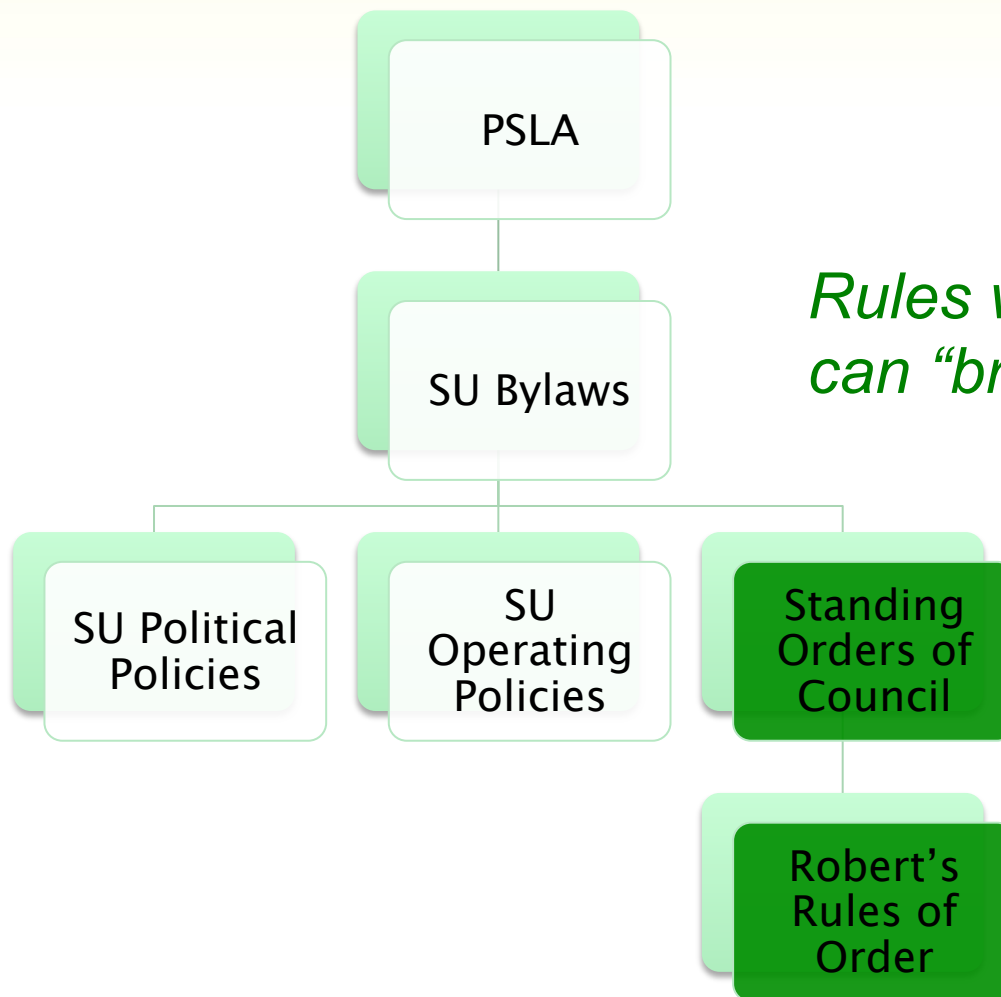 PSLA
Rules
can
SU Bylaws
SU Political
Policies
SU
Operating
Policies
Standing
Orders of
Council
Robert’s
Rules of
Order